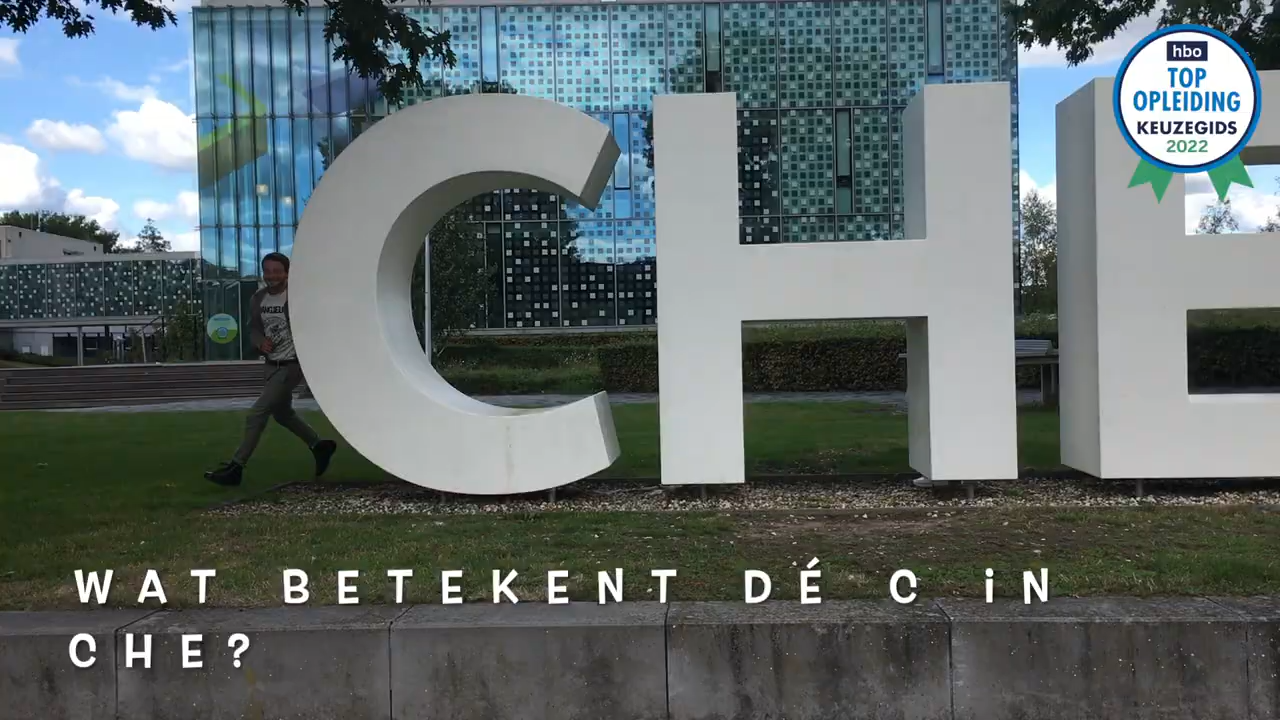 CHE
hbo
TOP
OPLEIDING
KEUZEGIDS
2022
WAT BETEKENT DÉ C iN
CHE?